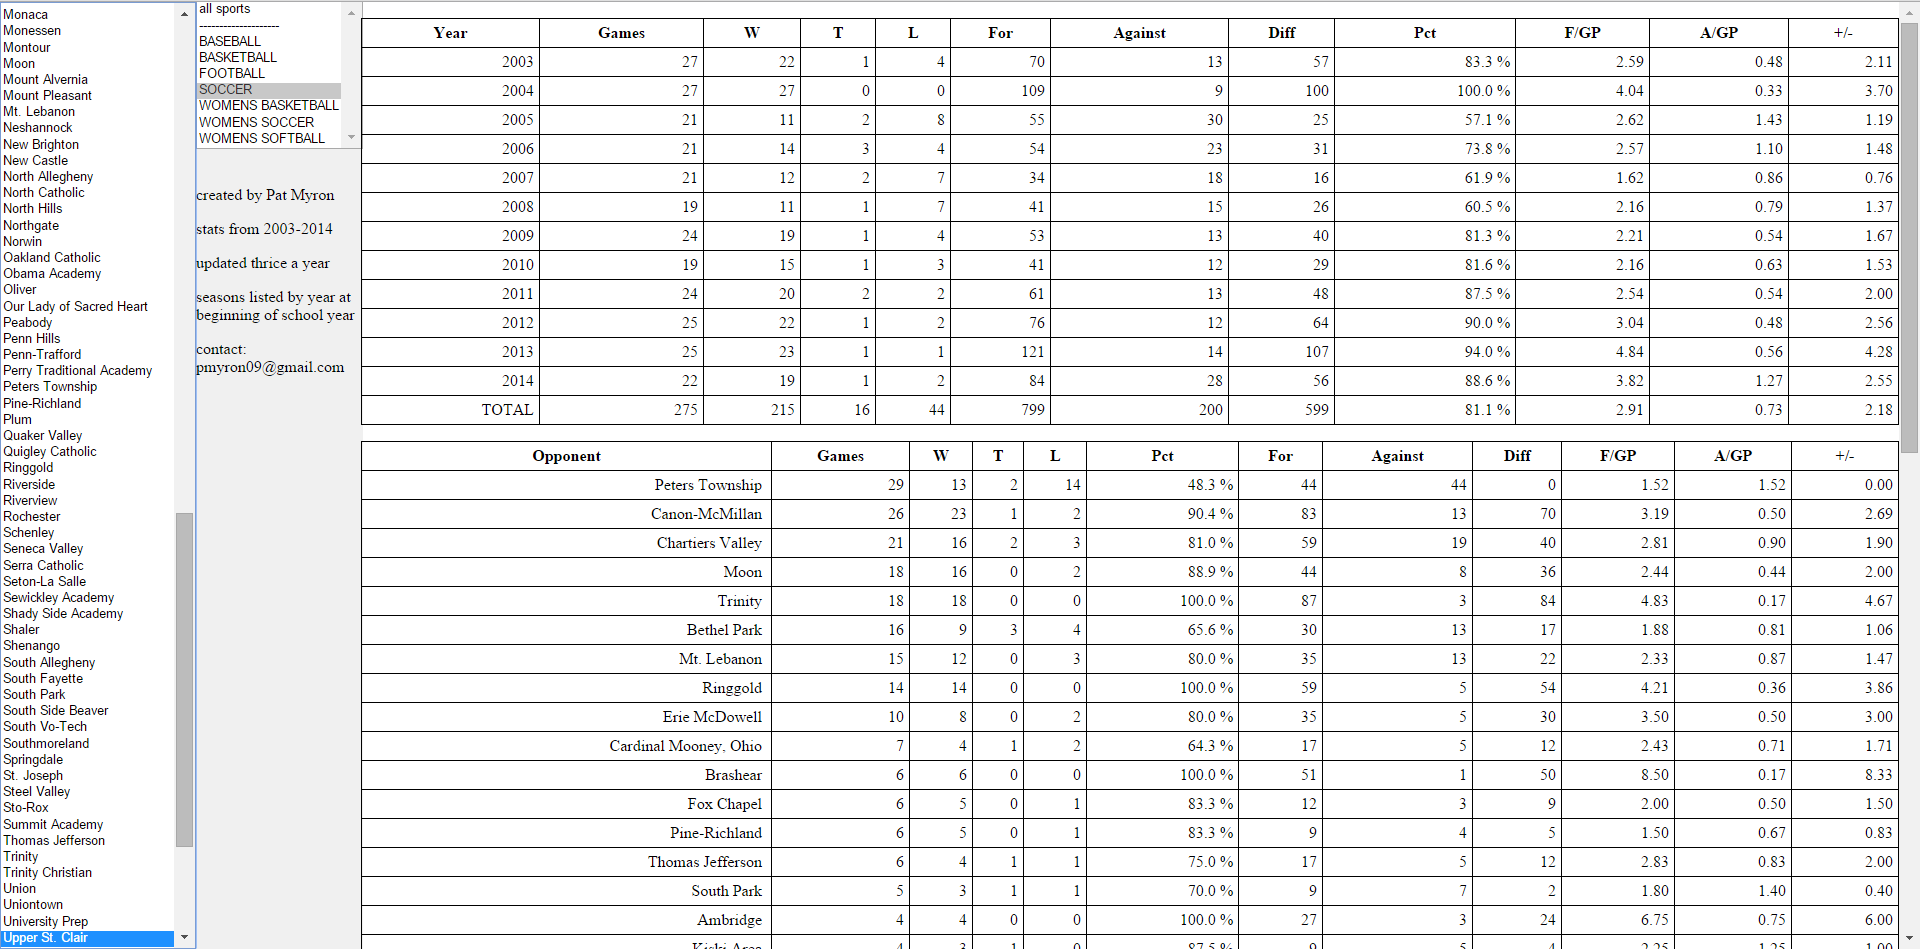 Monaca
Monessen
Montour
Moon
Mount Alvernia
Mount Pleasant
Mt. Lebanon
Neshannock
New Brighton
New Castle
North Allegheny
North Catholic
North Hills
Northgate
Norwin
Oakland Catholic
Obama Academy
Oliver
Our Lady of Sacred Heart
Peabody
Penn Hills
Penn-Trafford
Perry Traditional Academy
Peters Township
Pine-Richland
Plum
Quaker Valley
Quigley Catholic
Ringgold
Riverside
Riverview
Rochester
Schenley
Seneca Valley
Serra Catholic
Seton-La Salle
Sewickley Academy
Shady Side Academy
Shaler
Shenango
South Allegheny
South Fayette
South Park
South Side Beaver
South Vo-Tech
Southmoreland
Springdale
St. Joseph
Steel Valley
Sto-Rox
Summit Academy
Thomas Jefferson
Trinity
Trinity Christian
Union
Uniontown
University Prep
Upper St. Clair
all sports
--------------------
BASEBALL
BASKETBALL
FOOTBALL
SOCCER
WOMENS BASKETBALL
WOMENS SOCCER
WOMENS SOFTBALL
created by Pat Myron
stats from 2003-2014
updated thrice a year
seasons listed by year at
beginning of school year
contact:
pmyron09@gmail.com
Year Games W T L For Against Diff Pct F/GP A/GP +/-
2003 27 22 1 4 70 13 57 83.3 % 2.59 0.48 2.11
2004 27 27 0 0 109 9 100 100.0 % 4.04 0.33 3.70
2005 21 11 2 8 55 30 25 57.1 % 2.62 1.43 1.19
2006 21 14 3 4 54 23 31 73.8 % 2.57 1.10 1.48
2007 21 12 2 7 34 18 16 61.9 % 1.62 0.86 0.76
2008 19 11 1 7 41 15 26 60.5 % 2.16 0.79 1.37
2009 24 19 1 4 53 13 40 81.3 % 2.21 0.54 1.67
2010 19 15 1 3 41 12 29 81.6 % 2.16 0.63 1.53
2011 24 20 2 2 61 13 48 87.5 % 2.54 0.54 2.00
2012 25 22 1 2 76 12 64 90.0 % 3.04 0.48 2.56
2013 25 23 1 1 121 14 107 94.0 % 4.84 0.56 4.28
2014 22 19 1 2 84 28 56 88.6 % 3.82 1.27 2.55
TOTAL 275 215 16 44 799 200 599 81.1 % 2.91 0.73 2.18
Opponent Games W T L Pct For Against Diff F/GP A/GP +/-
Peters Township 29 13 2 14 48.3 % 44 44 0 1.52 1.52 0.00
Canon-McMillan 26 23 1 2 90.4 % 83 13 70 3.19 0.50 2.69
Chartiers Valley 21 16 2 3 81.0 % 59 19 40 2.81 0.90 1.90
Moon 18 16 0 2 88.9 % 44 8 36 2.44 0.44 2.00
Trinity 18 18 0 0 100.0 % 87 3 84 4.83 0.17 4.67
Bethel Park 16 9 3 4 65.6 % 30 13 17 1.88 0.81 1.06
Mt. Lebanon 15 12 0 3 80.0 % 35 13 22 2.33 0.87 1.47
Ringgold 14 14 0 0 100.0 % 59 5 54 4.21 0.36 3.86
Erie McDowell 10 8 0 2 80.0 % 35 5 30 3.50 0.50 3.00
Cardinal Mooney, Ohio 7 4 1 2 64.3 % 17 5 12 2.43 0.71 1.71
Brashear 6 6 0 0 100.0 % 51 1 50 8.50 0.17 8.33
Fox Chapel 6 5 0 1 83.3 % 12 3 9 2.00 0.50 1.50
Pine-Richland 6 5 0 1 83.3 % 9 4 5 1.50 0.67 0.83
Thomas Jefferson 6 4 1 1 75.0 % 17 5 12 2.83 0.83 2.00
South Park 5 3 1 1 70.0 % 9 7 2 1.80 1.40 0.40
Ambridge 4 4 0 0 100.0 % 27 3 24 6.75 0.75 6.00
Kiski Area 4 3 1 0 87.5 % 9 5 4 2.25 1.25 1.00